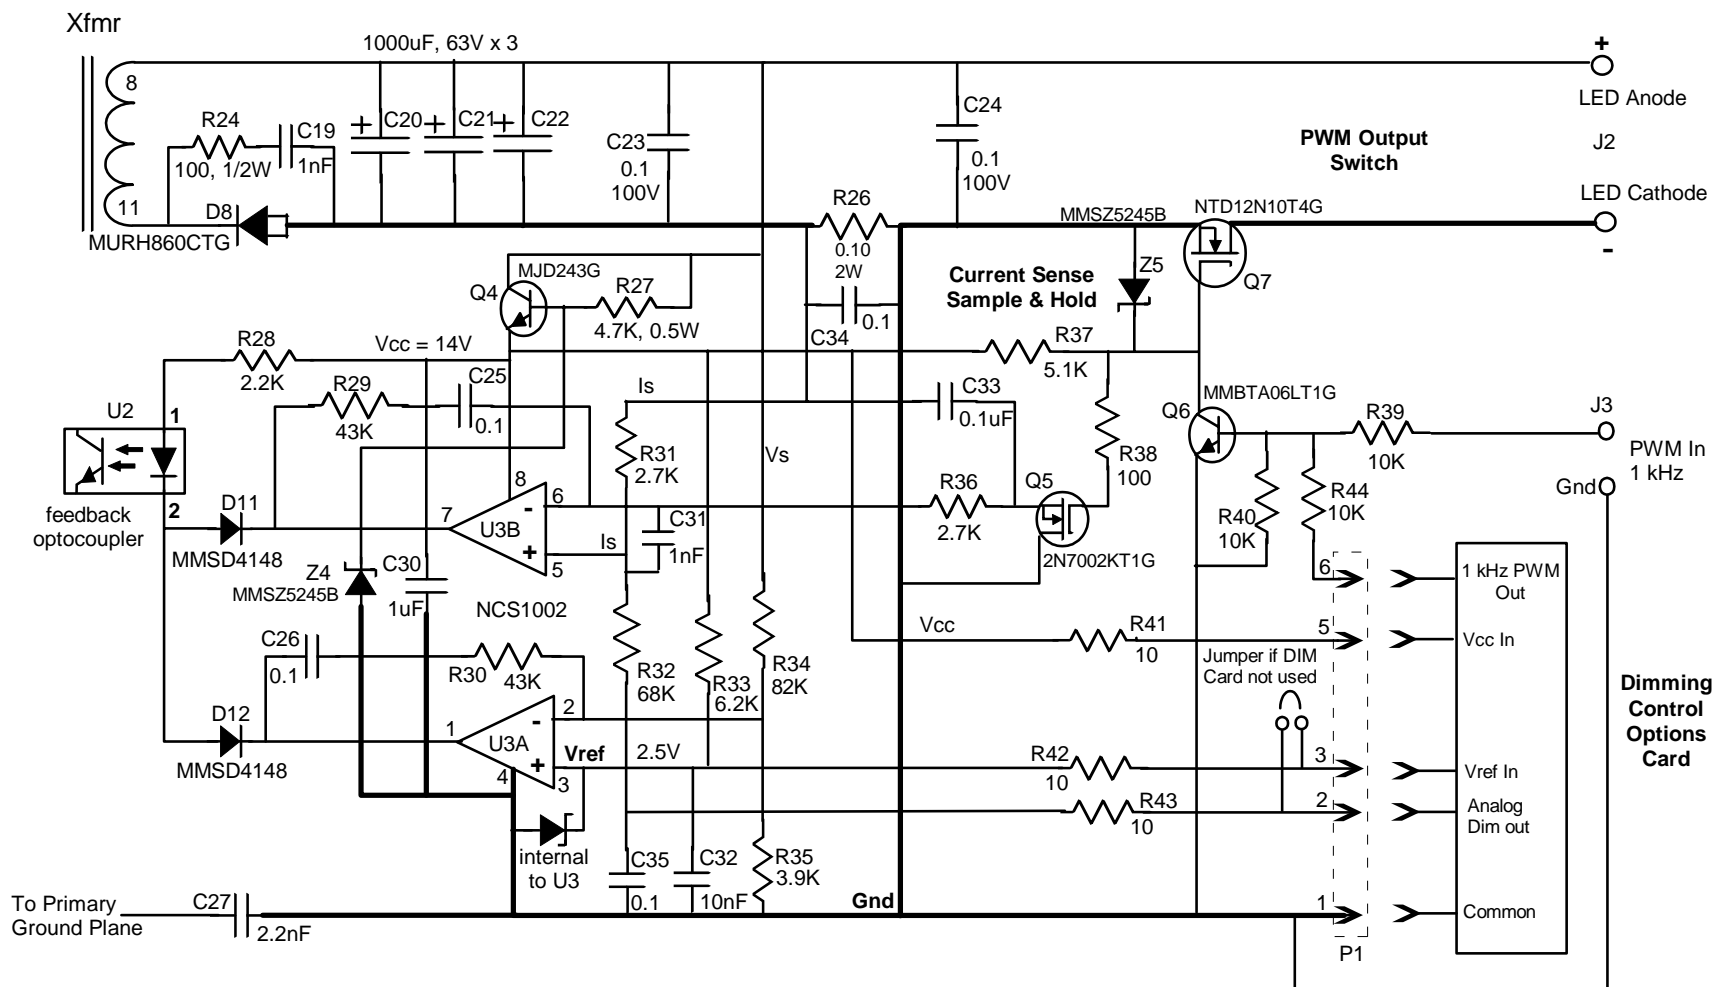 Xfmr
1000uF, 63V x 3
+
8
LED Anode
R24
C19
+
C20
+
C21
+
C22
C23
C24
PWM Output
Switch
J2
100, 1/2W
1nF
0.1
100V
0.1
100V
11
D8
R26
MMSZ5245B
NTD12N10T4G
LED Cathode
MURH860CTG
0.10
2W
-
MJD243G
Q4
R27
4.7K, 0.5W
Current Sense
Sample & Hold
Z5
Q7
0.1
C34
R28
2.2K
Vcc = 14V
R37
5.1K
R29
43K
C25
0.1
Is
C33
0.1uF
MMBTA06LT1G
U2
1
Q6
R39
10K
J3
PWM In
1 kHz
R31
2.7K
Vs
R38
100
Gnd
2
feedback
optocoupler
D11
MMSD4148
7
8
6
-
U3B
+
5
Is
C31
1nF
R36
2.7K
Q5
2N7002KT1G
R40
10K
R44
10K
Z4
MMSZ5245B
C30
1uF
NCS1002
6
1 kHz PWM
Out
C26
0.1
R30
43K
R32
68K
R33
6.2K
R34
82K
Vcc
R41
10
5
Vcc In
Jumper if DIM
Card not used
Dimming
Control
Options
Card
D12
MMSD4148
1
2
-
U3A
+
4
3
Vref
2.5V
R42
10
3
Vref In
R43
10
2
Analog
Dim out
internal
to U3
C35
0.1
C32
10nF
R35
3.9K
To Primary
Ground Plane
C27
2.2nF
Gnd
1
Common
P1